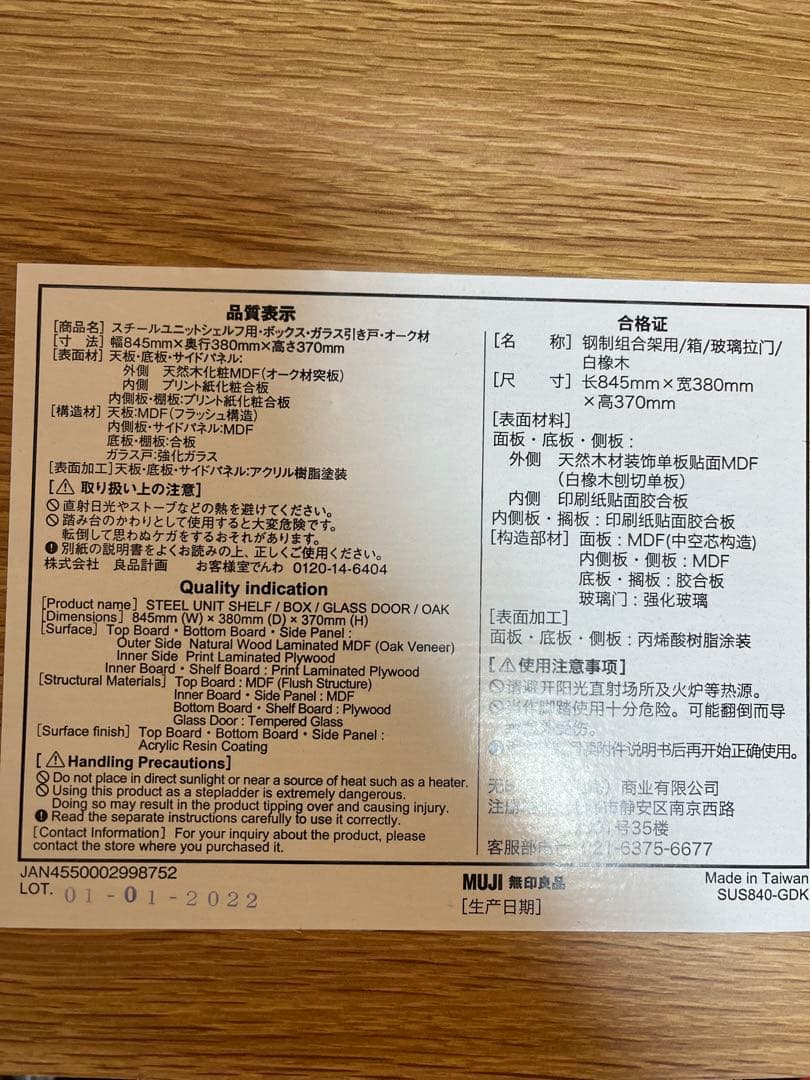 品質表示
[商品名] スチールユニットシェルフ用・ボックス・ガラス引き戸・オーク材
[寸 法] 幅845mm×奥行380mm×高さ370mm
[表面材] 天板・底板・サイドパネル:
外側 天然木化粧MDF(オーク材突板)
内側 プリント紙化粧合板
内側板・棚板:プリント紙化粧合板
[構造材] 天板:MDF(フラッシュ構造)
内側板・サイドパネル:MDF
底板・棚板:合板
ガラス戸:強化ガラス
[表面加工] 天板・底板・サイドパネル:アクリル樹脂塗装
[⚠ 取り扱い上の注意]
直射日光やストーブなどの熱を避けてください。
踏み台のかわりとして使用すると大変危険です。
転倒して思わぬケガをするおそれがあります。
別紙の説明書をよくお読みの上、正しくご使用ください。
株式会社 良品計画 お客様室でんわ 0120-14-6404
Quality indication
[Product name] STEEL UNIT SHELF / BOX / GLASS DOOR / OAK
[Dimensions] 845mm (W) × 380mm (D) × 370mm (H)
[Surface] Top Board・Bottom Board・Side Panel :
Outer Side Natural Wood Laminated MDF (Oak Veneer)
Inner Side Print Laminated Plywood
Inner Board・Shelf Board : Print Laminated Plywood
[Structural Materials] Top Board : MDF (Flush Structure)
Inner Board・Side Panel : MDF
Bottom Board・Shelf Board : Plywood
Glass Door : Tempered Glass
[Surface finish] Top Board・Bottom Board・Side Panel :
Acrylic Resin Coating
[⚠ Handling Precautions]
Do not place in direct sunlight or near a source of heat such as a heater.
Using this product as a stepladder is extremely dangerous.
Doing so may result in the product tipping over and causing injury.
Read the separate instructions carefully to use it correctly.
[Contact Information] For your inquiry about the product, please
contact the store where you purchased it.
合格证
[名 称] 钢制组合架用/箱/玻璃拉门/
白橡木
[尺 寸] 长845mm×宽380mm
×高370mm
[表面材料]
面板・底板・侧板:
外侧 天然木材装饰单板贴面MDF
(白橡木刨切单板)
内侧 印刷纸贴面胶合板
内侧板・搁板:印刷纸贴面胶合板
[构造部材] 面板:MDF(中空芯构造)
内侧板・侧板:MDF
底板・搁板:胶合板
玻璃门:强化玻璃
[表面加工]
面板・底板・侧板:丙烯酸树脂涂装
[⚠使用注意事项]
请避开阳光直射场所及火炉等热源。
当作脚踏使用十分危险。可能翻倒而导
伤。
读附件说明书后再开始正确使用。
商业有限公司
市静安区南京西路
号35楼
客服部 21-6375-6677
JAN4550002998752
LOT. 01-01-2022
MUJI 無印良品
[生产日期]
Made in Taiwan
SUS840-GDK